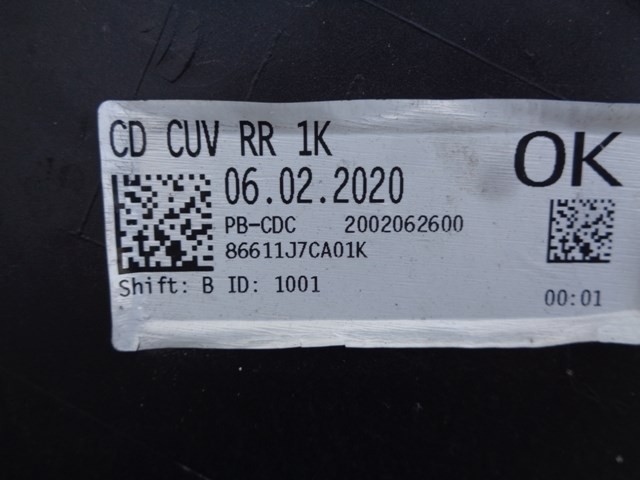 CD CUV RR 1K
OK
06.02.2020
PB-CDC 2002062600
86611J7CA01K
Shift: B ID: 1001
00:01